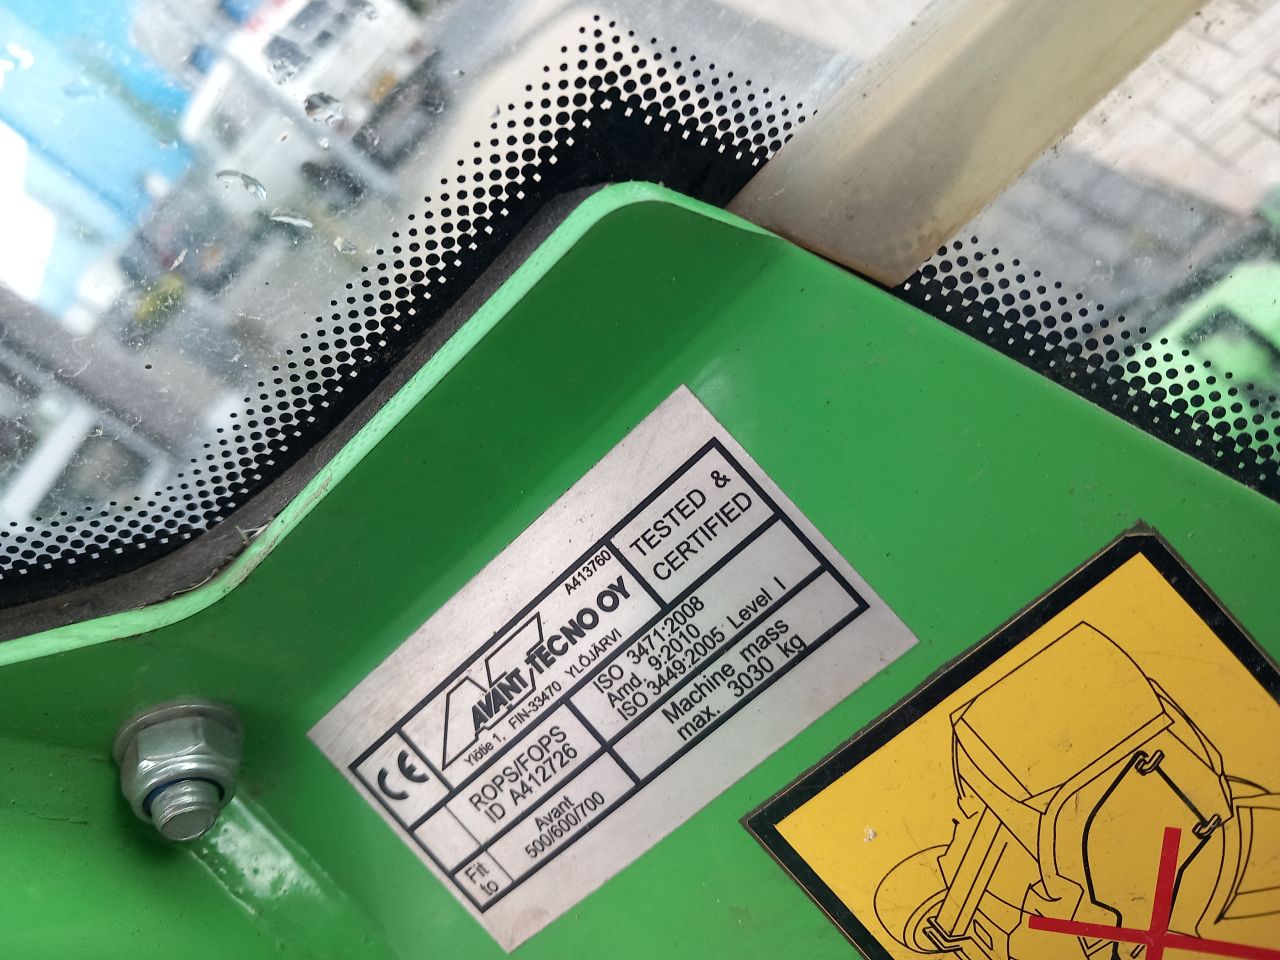 A413760
CE
AVANT TECNO OY
Ylötie 1, FIN-33470 YLÖJÄRVI
TESTED &
CERTIFIED
ROPS/FOPS
ID A412726
ISO 3471:2008
Amd. 9:2010
ISO 3449:2005 Level I
Fit
to
Avant
500/600/700
Machine mass
max. 3030 kg